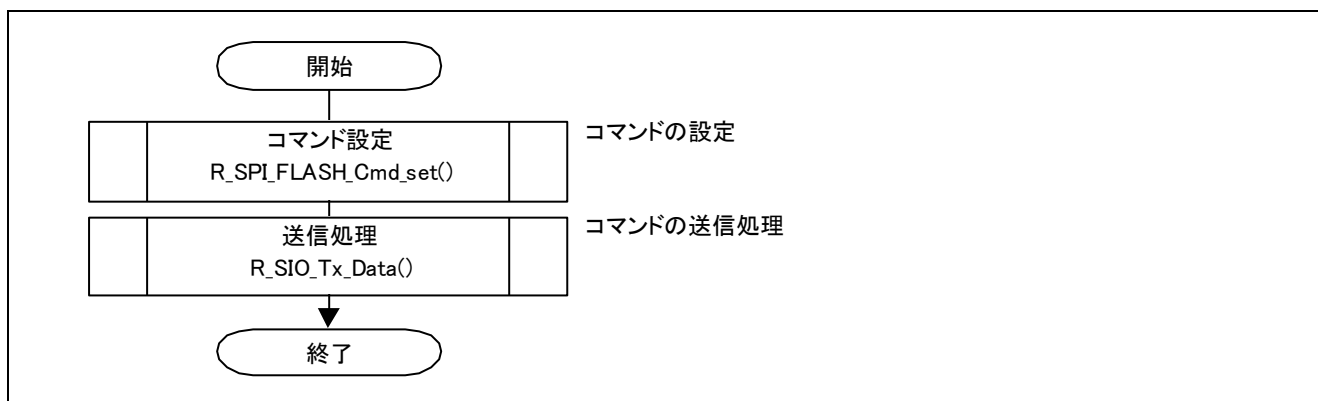 開始
コマンド設定
R_SPI_FLASH_Cmd_set()
コマンドの設定
送信処理
R_SIO_Tx_Data()
コマンドの送信処理
終了